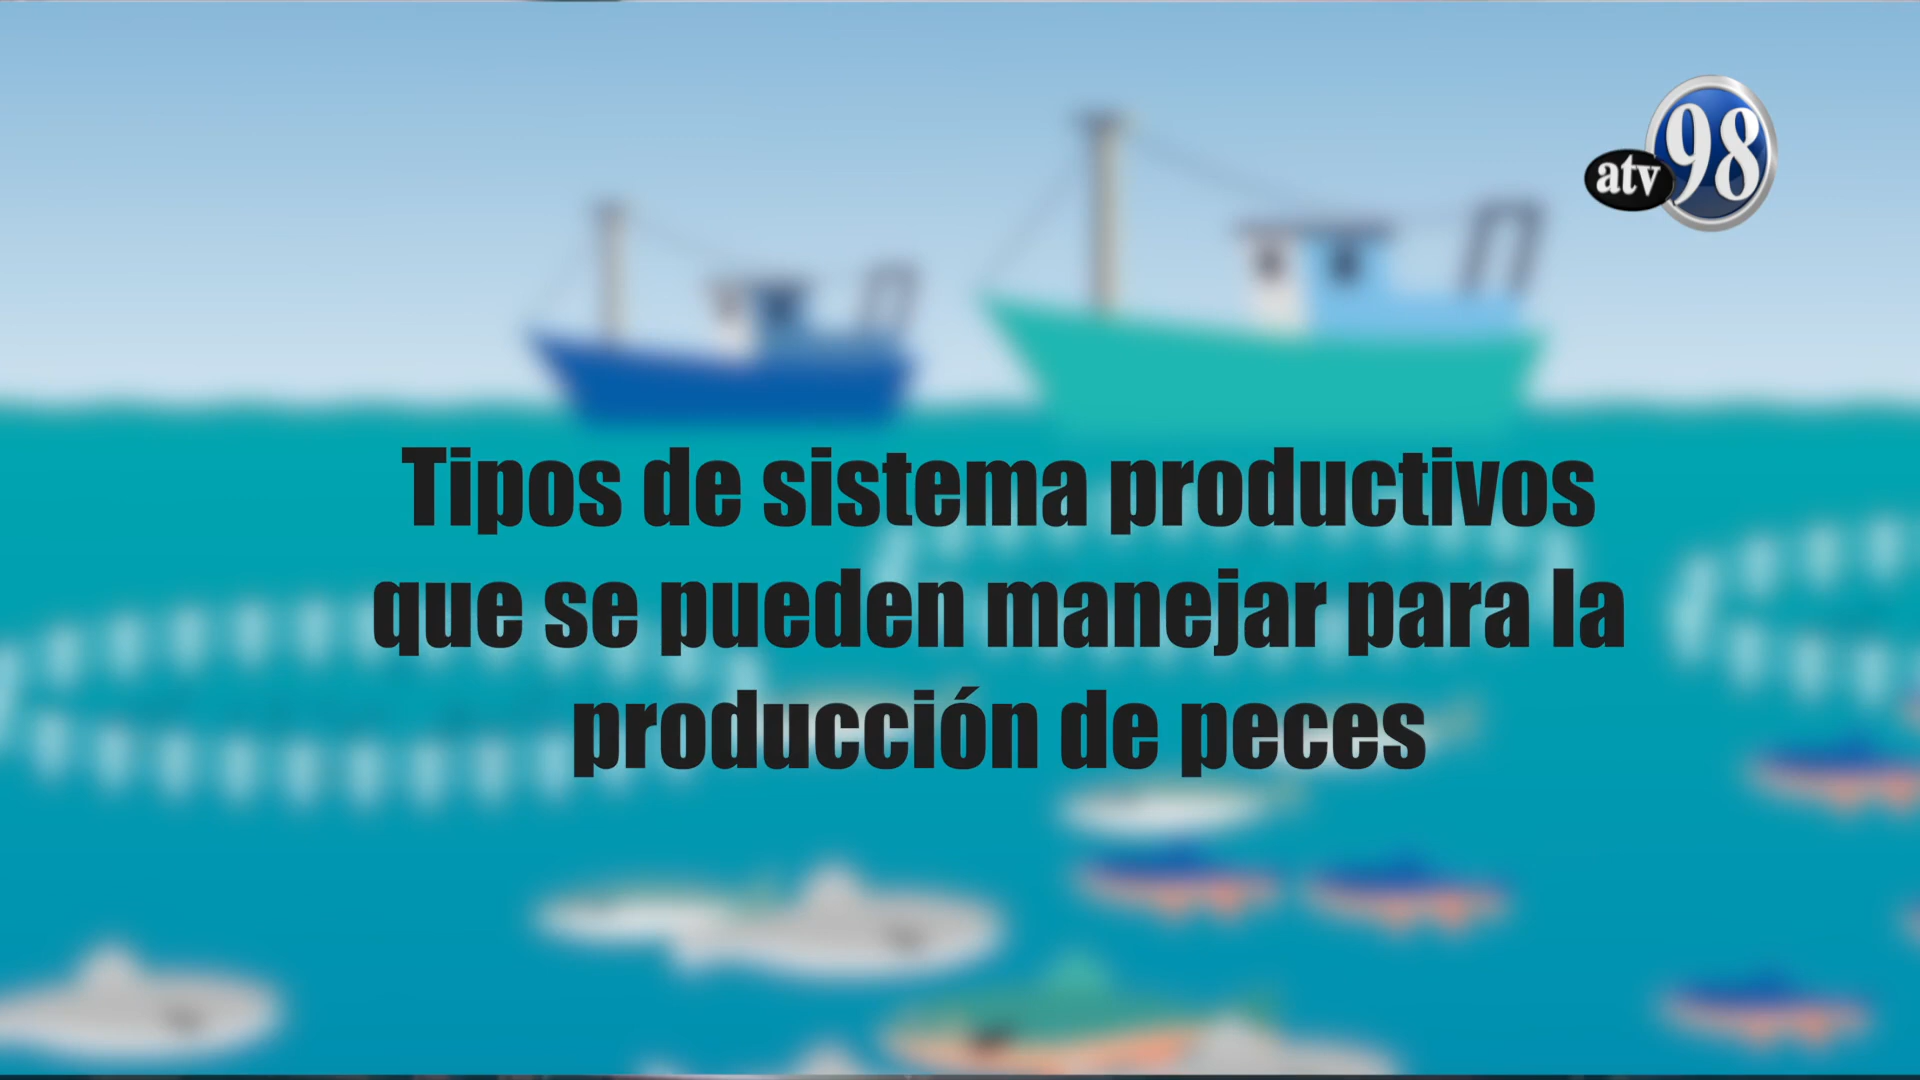 atv 98
Tipos de sistema productivos
que se pueden manejar para la
producción de peces